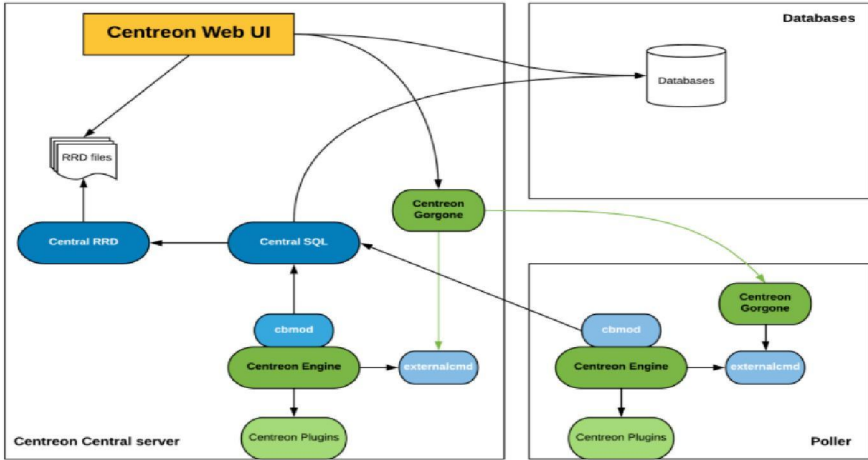 Centreon Web UI
Databases
Databases
RRD files
Centreon
Gorgone
Central RRD
Central SQL
Centreon
Gorgone
cbmod
cbmod
Centreon Engine
externalcmd
Centreon Engine
externalcmd
Centreon Plugins
Centreon Plugins
Centreon Central server
Poller